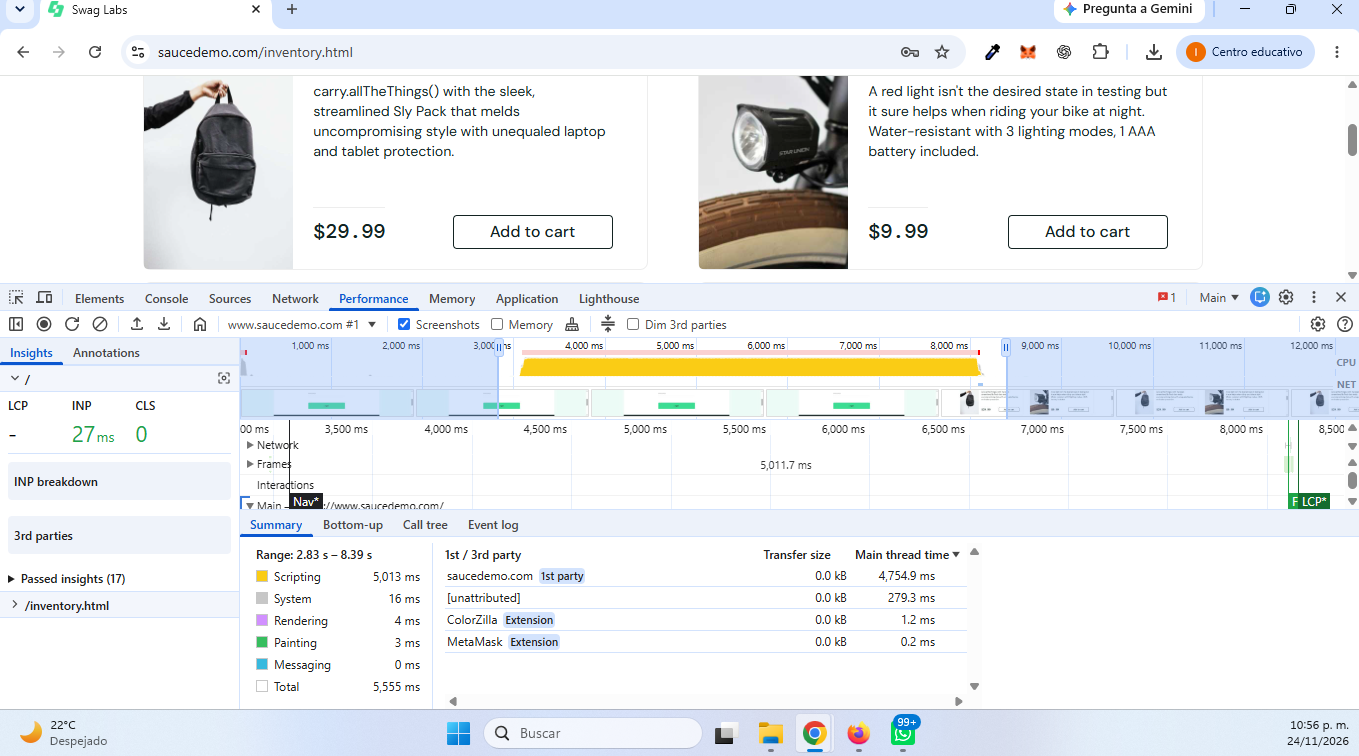 Swag Labs
Pregunta a Gemini
saucedemo.com/inventory.html
Centro educativo
carry.allTheThings() with the sleek,
streamlined Sly Pack that melds
uncompromising style with unequaled laptop
and tablet protection.
$29.99
Add to cart
A red light isn't the desired state in testing but
it sure helps when riding your bike at night.
Water-resistant with 3 lighting modes, 1 AAA
battery included.
$9.99
Add to cart
Elements Console Sources Network Performance Memory Application Lighthouse
1
Main
www.saucedemo.com #1
Screenshots
Memory
Dim 3rd parties
Insights
Annotations
/
LCP INP CLS
- 27 ms 0
INP breakdown
3rd parties
Passed insights (17)
/inventory.html
1,000 ms 2,000 ms 3,000 ms 4,000 ms 5,000 ms 6,000 ms 7,000 ms 8,000 ms 9,000 ms 10,000 ms 11,000 ms 12,000 ms
CPU
NET
00 ms 3,500 ms 4,000 ms 4,500 ms 5,000 ms 5,500 ms 6,000 ms 6,500 ms 7,000 ms 7,500 ms 8,000 ms 8,500
Network
Frames
5,011.7 ms
Interactions
Nav*
Main – ://www.saucedemo.com/
F LCP*
Summary Bottom-up Call tree Event log
Range: 2.83 s – 8.39 s
Scripting 5,013 ms
System 16 ms
Rendering 4 ms
Painting 3 ms
Messaging 0 ms
Total 5,555 ms
1st / 3rd party Transfer size Main thread time
saucedemo.com 1st party 0.0 kB 4,754.9 ms
[unattributed] 0.0 kB 279.3 ms
ColorZilla Extension 0.0 kB 1.2 ms
MetaMask Extension 0.0 kB 0.2 ms
22°C
Despejado
Buscar
99+
10:56 p. m.
24/11/2026